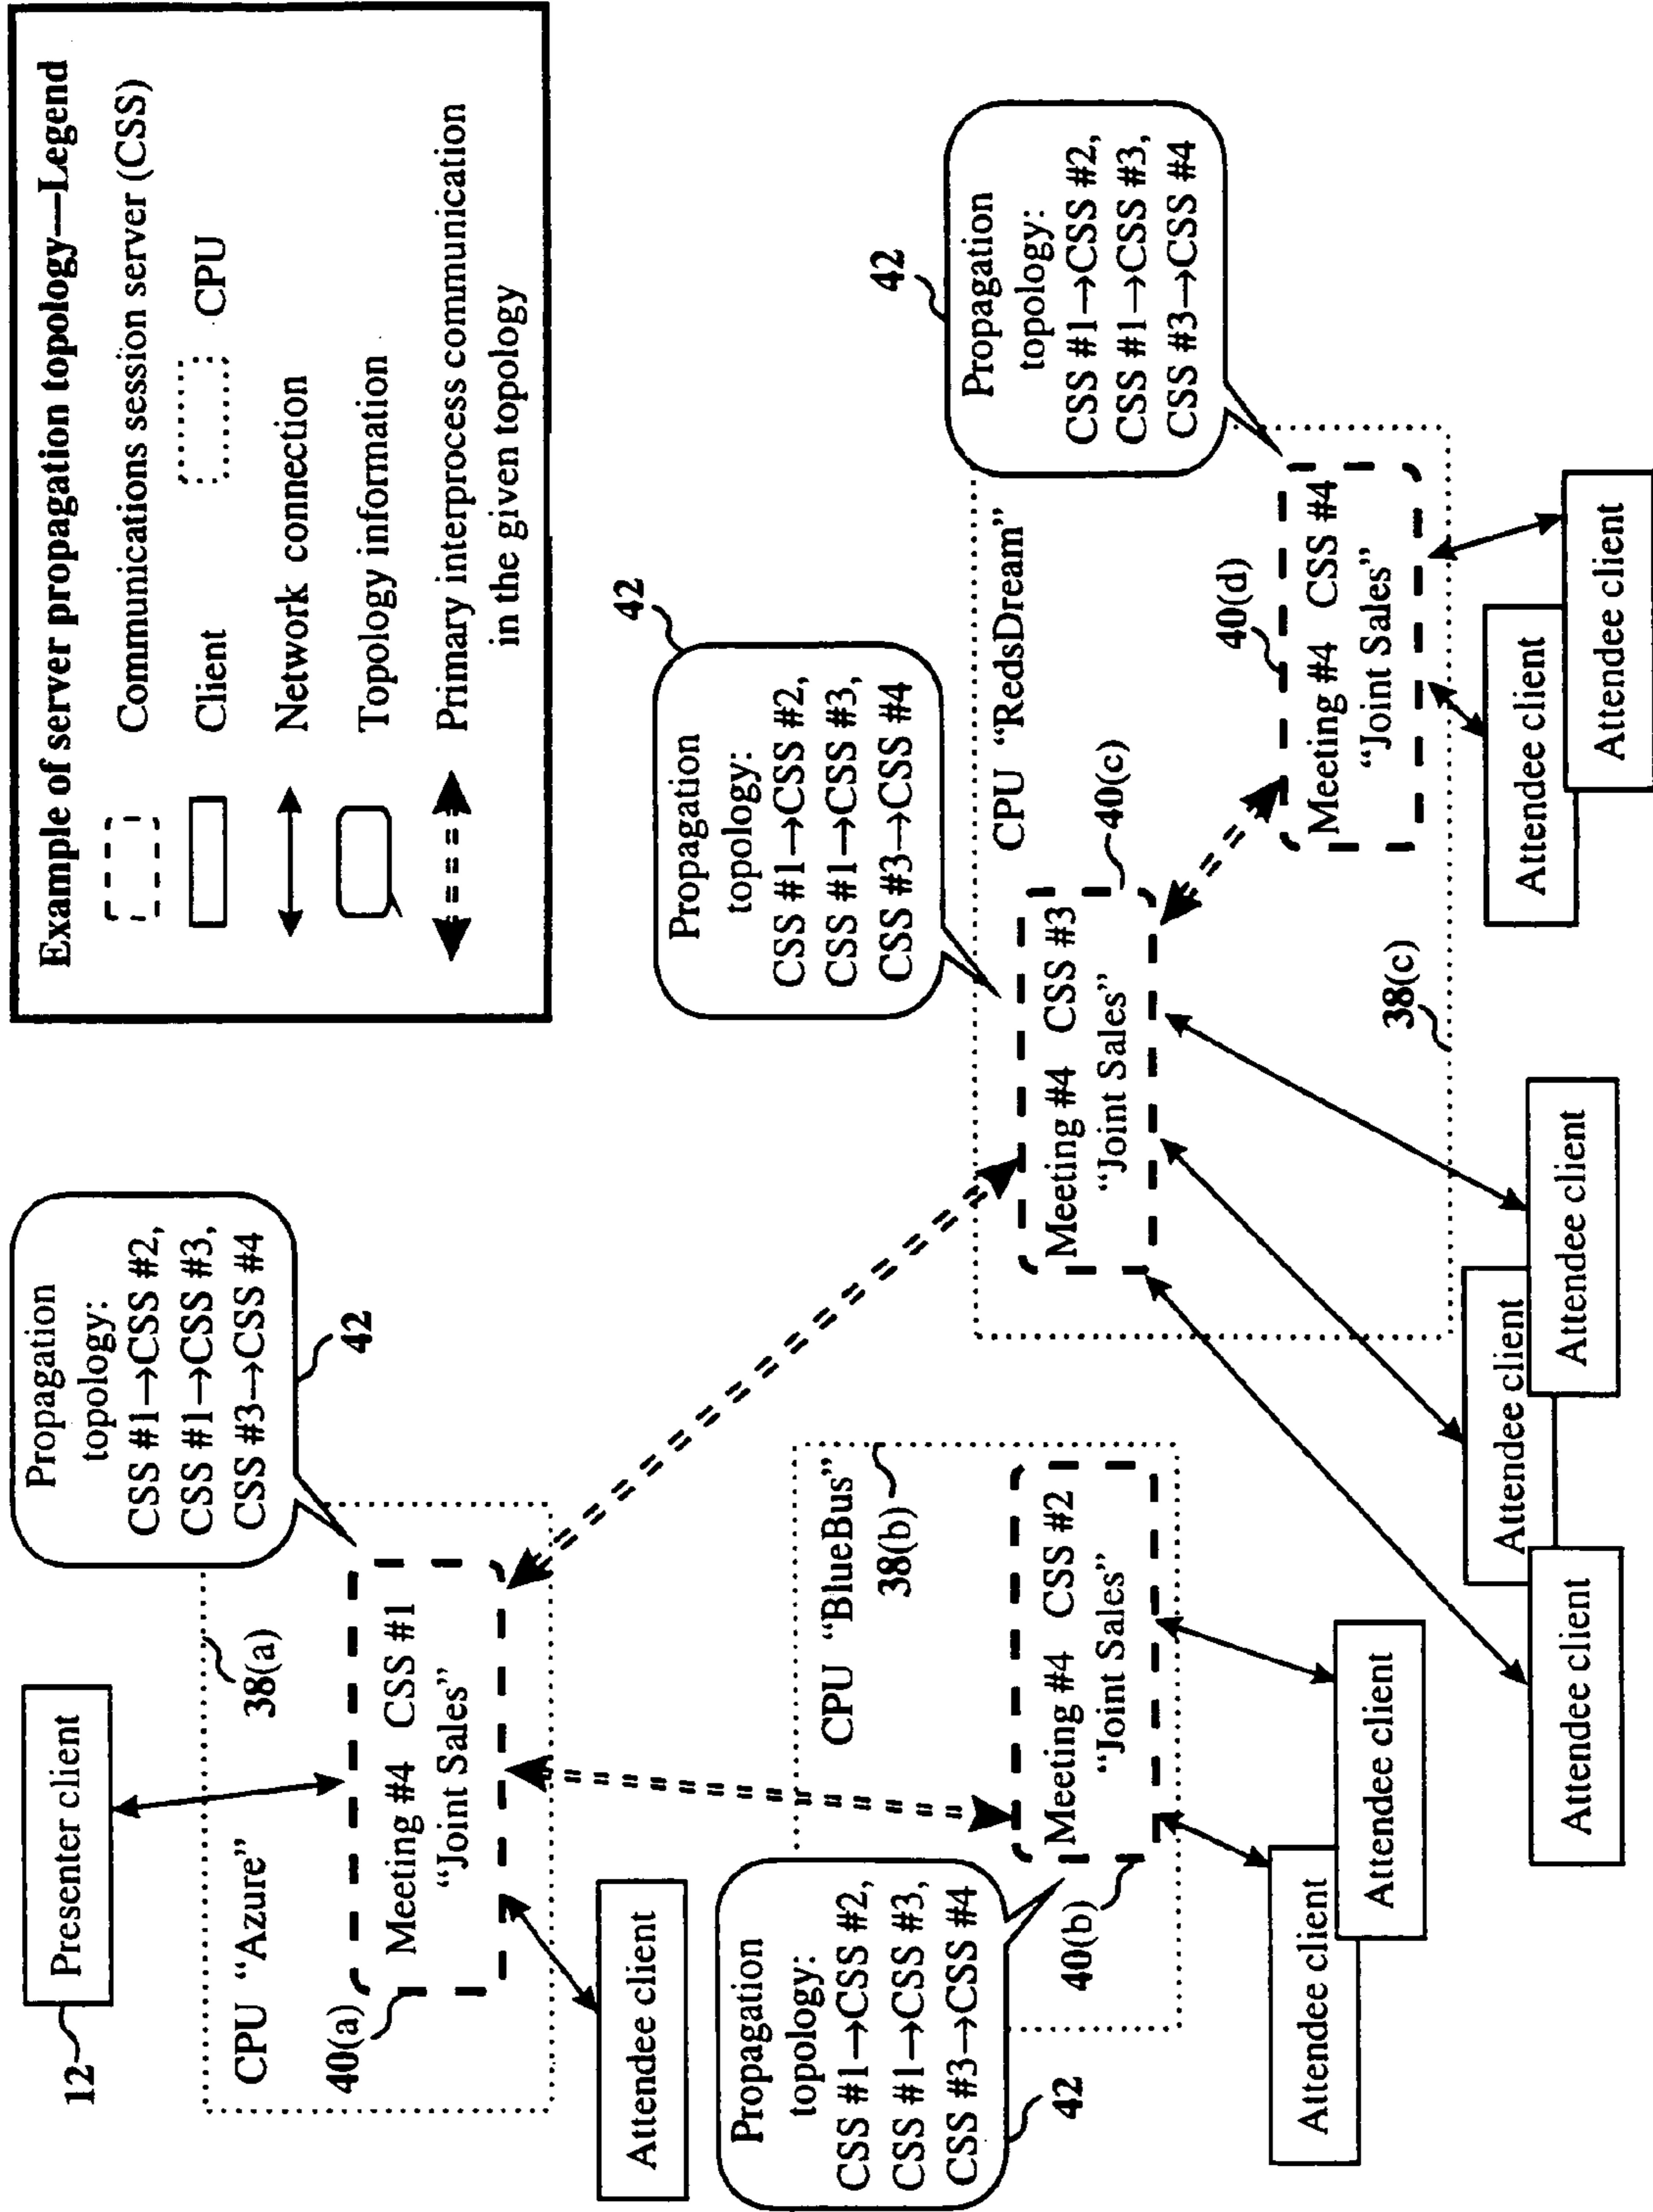 Example of server propagation topology—Legend
Communications session server (CSS)
Client
CPU
Network connection
Topology information
Primary interprocess communication
in the given topology
12
Presenter client
38(a)
CPU “Azure”
40(a)
Meeting #4 CSS #1
“Joint Sales”
Propagation
topology:
CSS #1→CSS #2,
CSS #1→CSS #3,
CSS #3→CSS #4
42
Attendee client
Propagation
topology:
CSS #1→CSS #2,
CSS #1→CSS #3,
CSS #3→CSS #4
42
CPU “BlueBus”
38(b)
Meeting #4 CSS #2
“Joint Sales”
40(b)
Attendee client
Attendee client
Propagation
topology:
CSS #1→CSS #2,
CSS #1→CSS #3,
CSS #3→CSS #4
42
CPU “RedsDream”
Meeting #4 CSS #3
“Joint Sales”
40(c)
38(c)
Attendee client
Attendee client
Attendee client
Propagation
topology:
CSS #1→CSS #2,
CSS #1→CSS #3,
CSS #3→CSS #4
42
40(d)
Meeting #4 CSS #4
“Joint Sales”
Attendee client
Attendee client